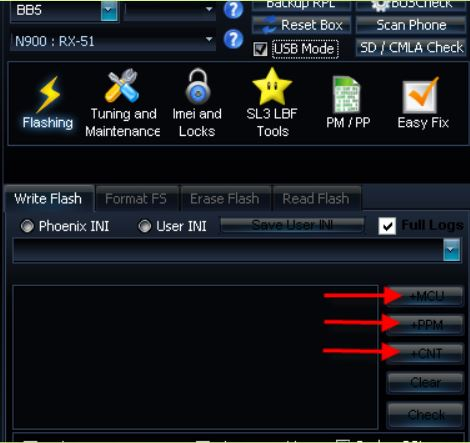 BB5
Backup RPL
BB5Check
Reset Box
Scan Phone
N900 : RX-51
USB Mode
SD / CMLA Check
Flashing
Tuning and
Maintenance
Imei and
Locks
SL3 LBF
Tools
PM / PP
Easy Fix
Write Flash
Format FS
Erase Flash
Read Flash
Phoenix INI
User INI
Save User INI
Full Logs
+MCU
+PPM
+CNT
Clear
Check